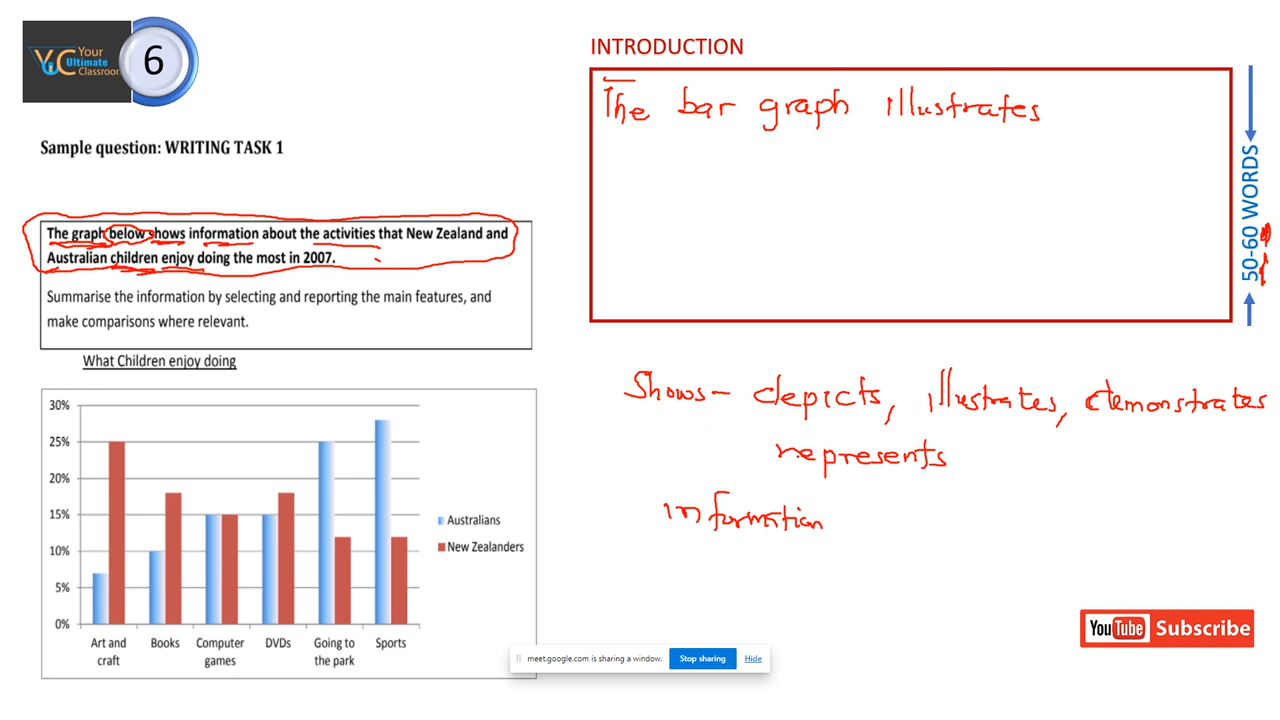 YUC Your
Ultimate
Classroom
6
Sample question: WRITING TASK 1
The graph below shows information about the activities that New Zealand and
Australian children enjoy doing the most in 2007.
Summarise the information by selecting and reporting the main features, and
make comparisons where relevant.
What Children enjoy doing
30%
25%
20%
15%
10%
5%
0%
Art and
craft
Books
Computer
games
DVDs
Going to
the park
Sports
Australians
New Zealanders
INTRODUCTION
The bar graph illustrates
50-60 WORDS
Shows - depicts, illustrates, demonstrates
represents
information
meet.google.com is sharing a window.
Stop sharing
Hide
YouTube Subscribe